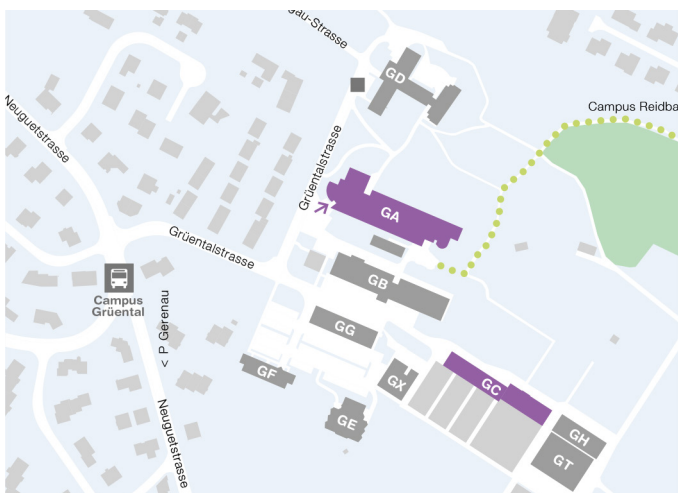 gau-Strasse
GD
Campus Reidba
Neuguetstrasse
Grüentalstrasse
GA
Grüentalstrasse
GB
Campus
Grüental
< P Gerenau
GG
GF
GX
GC
GE
GH
GT
Neuguetstrasse